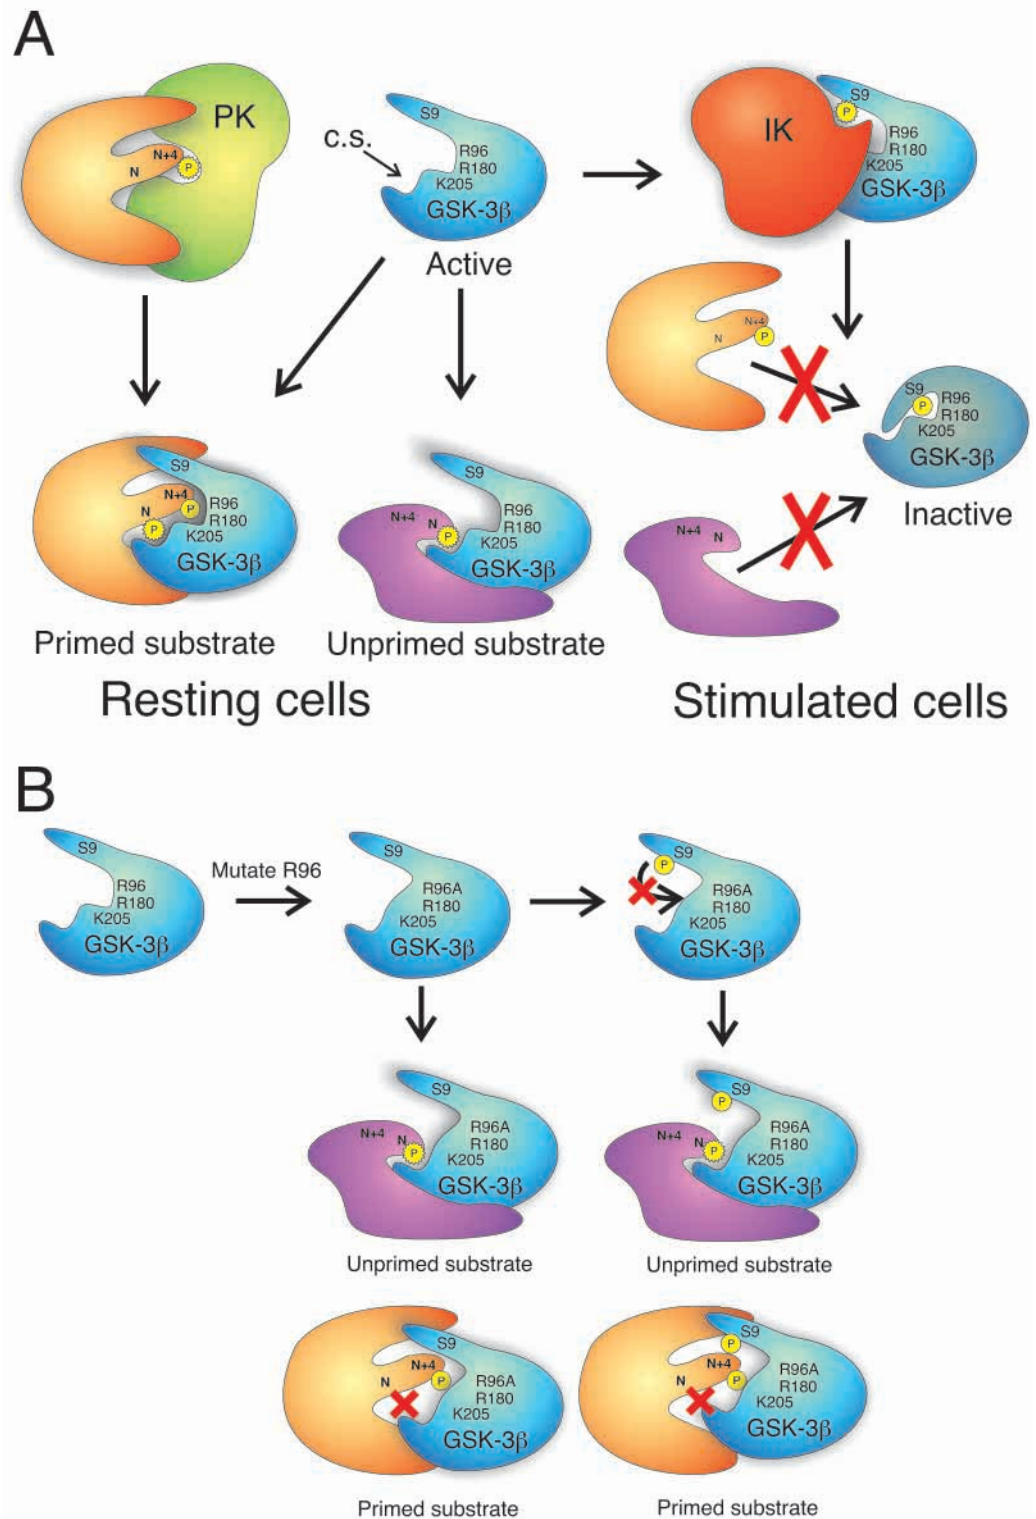 A
PK
N+4
P
N
c.s.
S9
R96
R180
K205
GSK-3β
Active
IK
P
S9
R96
R180
K205
GSK-3β
N+4
N
P
S9
P
R96
R180
K205
GSK-3β
Inactive
S9
N+4
N
P
P
R96
R180
K205
GSK-3β
Primed substrate
S9
N+4
N
P
R96
R180
K205
GSK-3β
Unprimed substrate
N+4
N
Resting cells
Stimulated cells
B
S9
R96
R180
K205
GSK-3β
Mutate R96
S9
R96A
R180
K205
GSK-3β
P
S9
R96A
R180
K205
GSK-3β
S9
N+4
N
P
R96A
R180
K205
GSK-3β
Unprimed substrate
S9
P
N+4
N
P
R96A
R180
K205
GSK-3β
Unprimed substrate
S9
N+4
N
P
R96A
R180
K205
GSK-3β
Primed substrate
S9
P
N+4
N
P
R96A
R180
K205
GSK-3β
Primed substrate